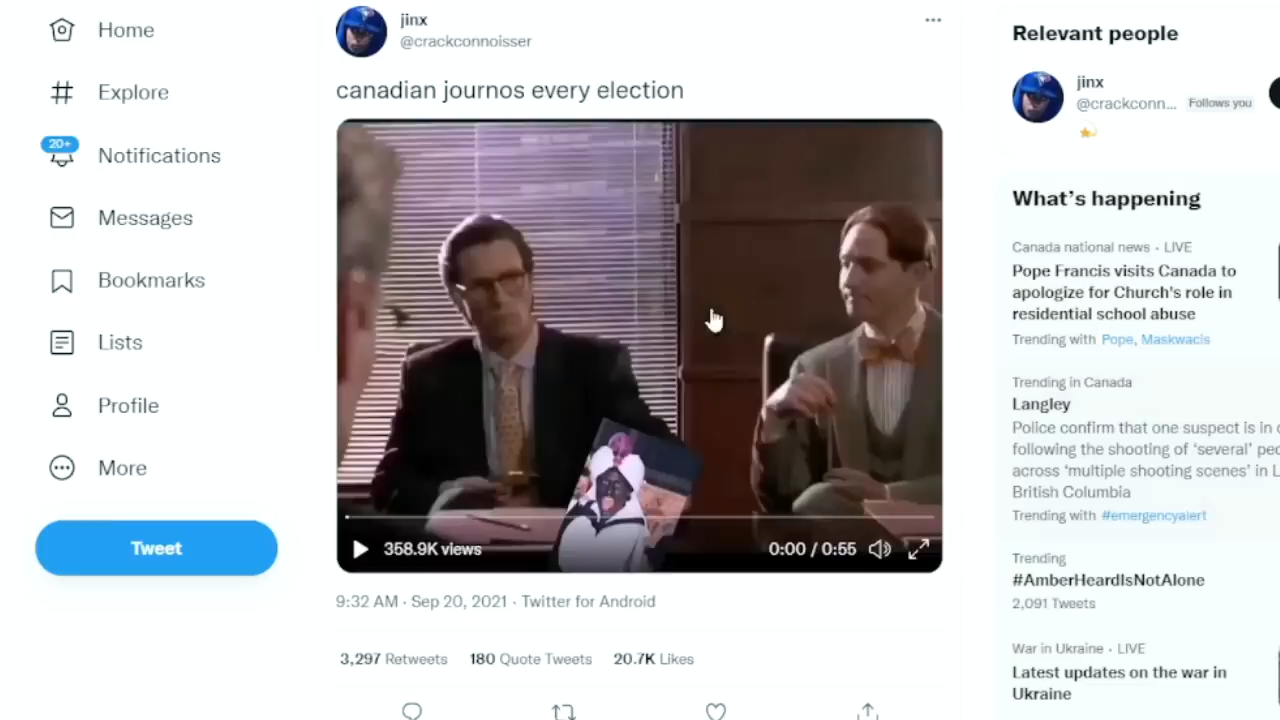 Home
Explore
20+
Notifications
Messages
Bookmarks
Lists
Profile
More
Tweet
jinx
@crackconnoisser
canadian journos every election
358.9K views
0:00 / 0:55
9:32 AM · Sep 20, 2021 · Twitter for Android
3,297 Retweets 180 Quote Tweets 20.7K Likes
Relevant people
jinx
@crackconn... Follows you
What's happening
Canada national news · LIVE
Pope Francis visits Canada to
apologize for Church's role in
residential school abuse
Trending with Pope, Maskwacis
Trending in Canada
Langley
Police confirm that one suspect is in
following the shooting of 'several'
across 'multiple shooting scenes' in
British Columbia
Trending with #emergencyalert
Trending
#AmberHeardIsNotAlone
2,091 Tweets
War in Ukraine · LIVE
Latest updates on the war in
Ukraine